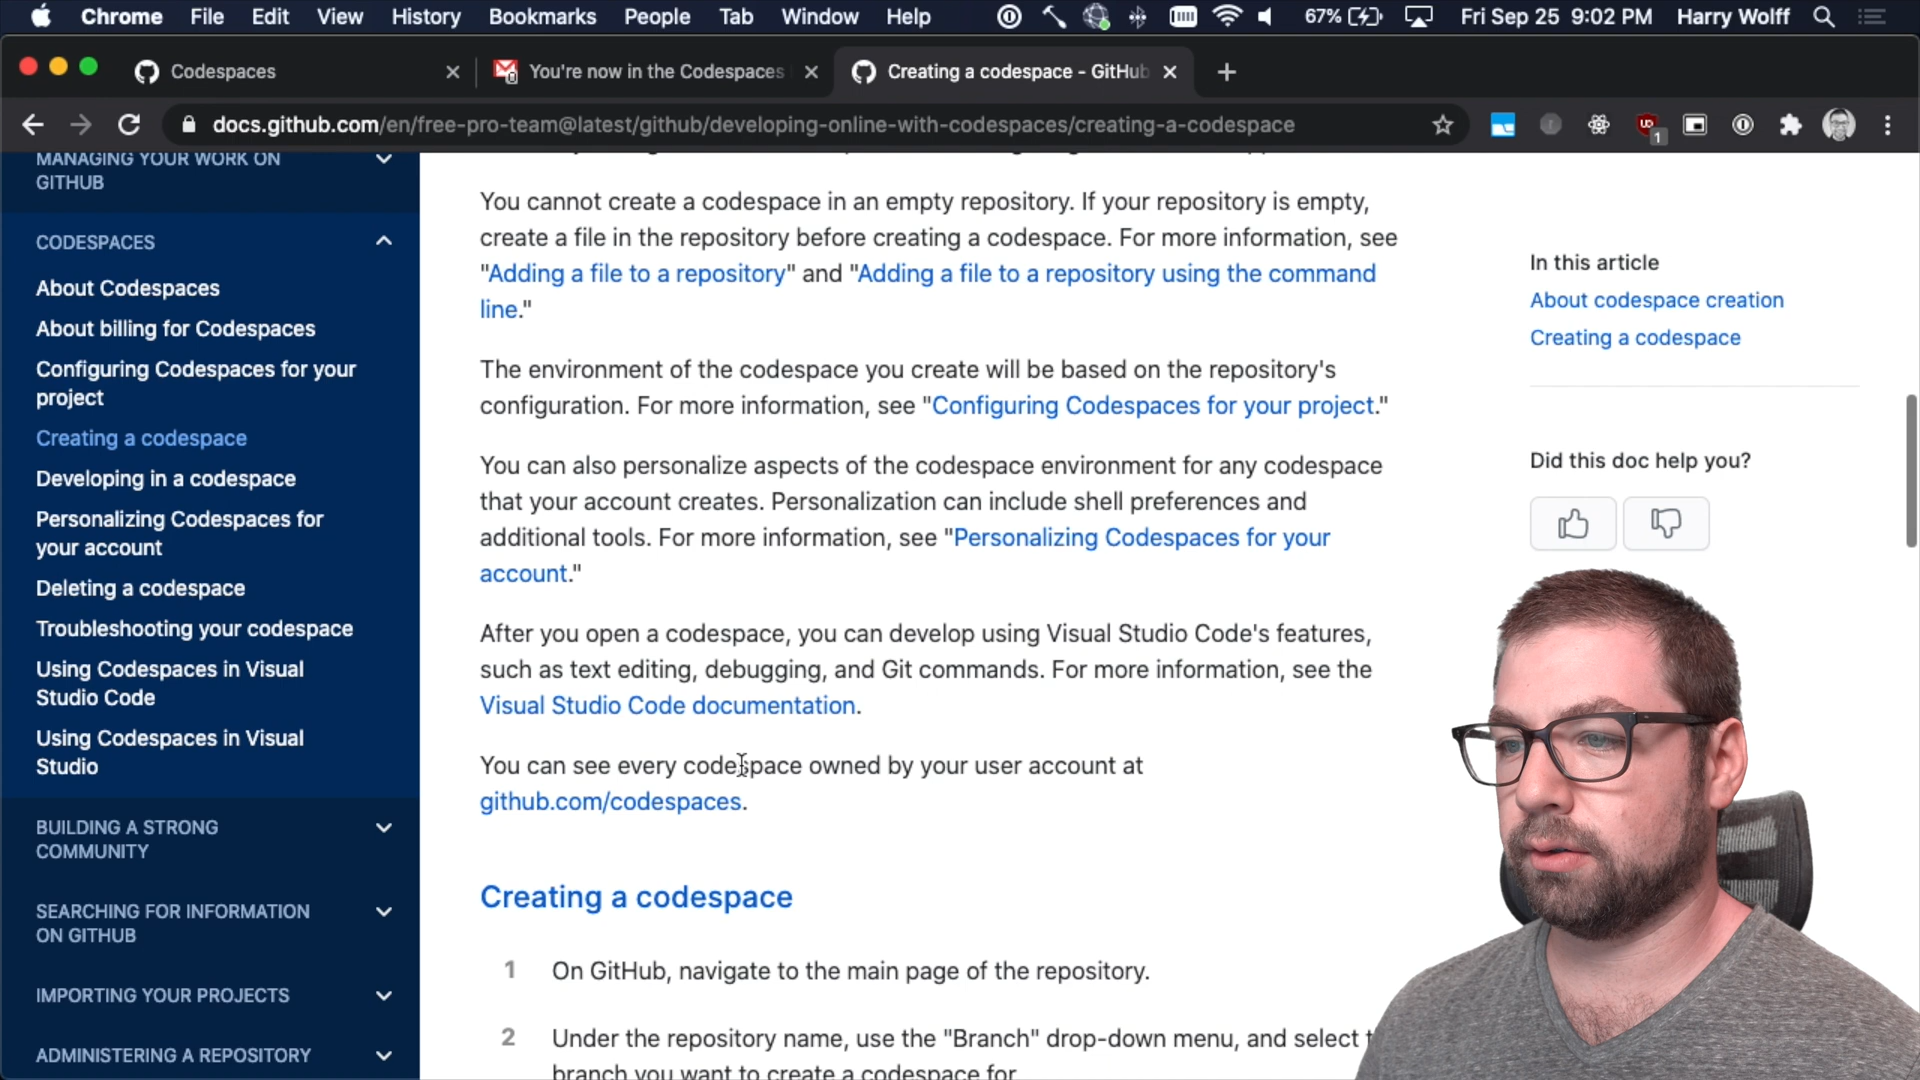 Chrome File Edit View History Bookmarks People Tab Window Help 67% Fri Sep 25 9:02 PM Harry Wolff
Codespaces
You're now in the Codespaces
Creating a codespace - GitHub
docs.github.com/en/free-pro-team@latest/github/developing-online-with-codespaces/creating-a-codespace
1
MANAGING YOUR WORK ON
GITHUB
CODESPACES
About Codespaces
About billing for Codespaces
Configuring Codespaces for your
project
Creating a codespace
Developing in a codespace
Personalizing Codespaces for
your account
Deleting a codespace
Troubleshooting your codespace
Using Codespaces in Visual
Studio Code
Using Codespaces in Visual
Studio
BUILDING A STRONG
COMMUNITY
SEARCHING FOR INFORMATION
ON GITHUB
IMPORTING YOUR PROJECTS
ADMINISTERING A REPOSITORY
You cannot create a codespace in an empty repository. If your repository is empty,
create a file in the repository before creating a codespace. For more information, see
"Adding a file to a repository" and "Adding a file to a repository using the command
line."
The environment of the codespace you create will be based on the repository's
configuration. For more information, see "Configuring Codespaces for your project."
You can also personalize aspects of the codespace environment for any codespace
that your account creates. Personalization can include shell preferences and
additional tools. For more information, see "Personalizing Codespaces for your
account."
After you open a codespace, you can develop using Visual Studio Code's features,
such as text editing, debugging, and Git commands. For more information, see the
Visual Studio Code documentation.
You can see every codespace owned by your user account at
github.com/codespaces.
Creating a codespace
1 On GitHub, navigate to the main page of the repository.
2 Under the repository name, use the "Branch" drop-down menu, and select
branch you want to create a codespace for
In this article
About codespace creation
Creating a codespace
Did this doc help you?